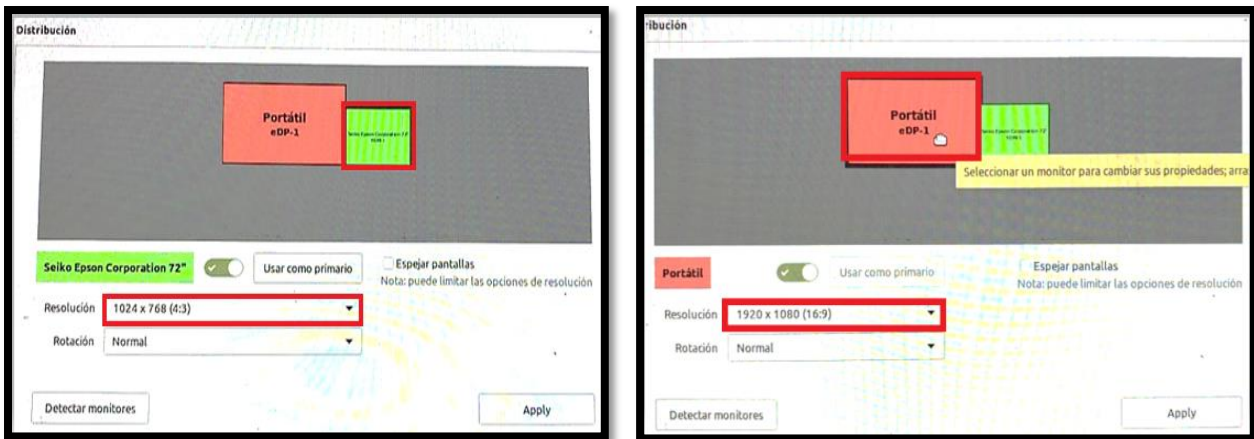 Distribución
Portátil
eDP-1
Seiko Epson Corporation 72"
Usar como primario
Espejar pantallas
Nota: puede limitar las opciones de resolución
Resolución
1024 x 768 (4:3)
Rotación
Normal
Detectar monitores
Apply
ribución
Portátil
eDP-1
Seleccionar un monitor para cambiar sus propiedades; arra
Portátil
Usar como primario
Espejar pantallas
Nota: puede limitar las opciones de resolución
Resolución
1920 x 1080 (16:9)
Rotación
Normal
Detectar monitores
Apply